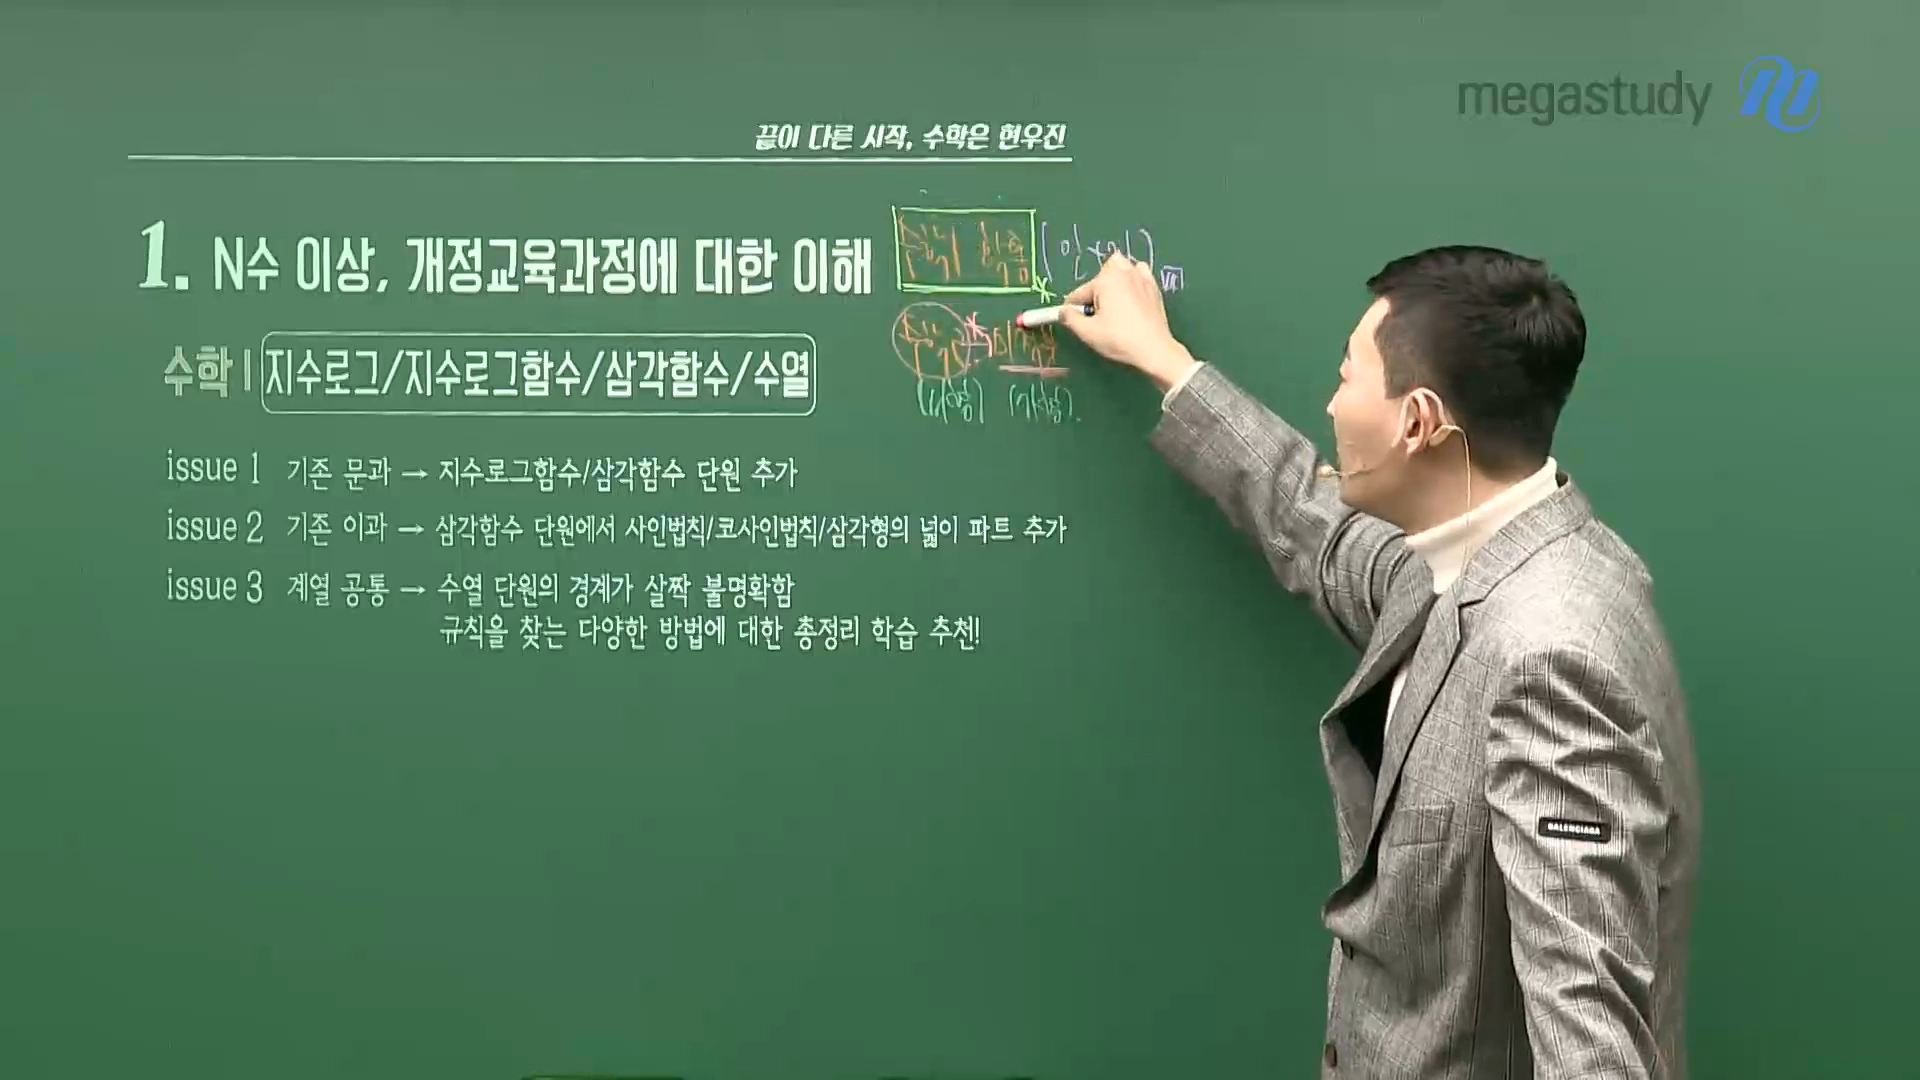 megastudy
끝이 다른 시작, 수학은 현우진
1. N수 이상, 개정교육과정에 대한 이해
수학 I 지수로그/지수로그함수/삼각함수/수열
issue 1 기존 문과 → 지수로그함수/삼각함수 단원 추가
issue 2 기존 이과 → 삼각함수 단원에서 사인법칙/코사인법칙/삼각형의 넓이 파트 추가
issue 3 계열 공통 → 수열 단원의 경계가 살짝 불명확함
규칙을 찾는 다양한 방법에 대한 총정리 학습 추천!
BALENCIAGA